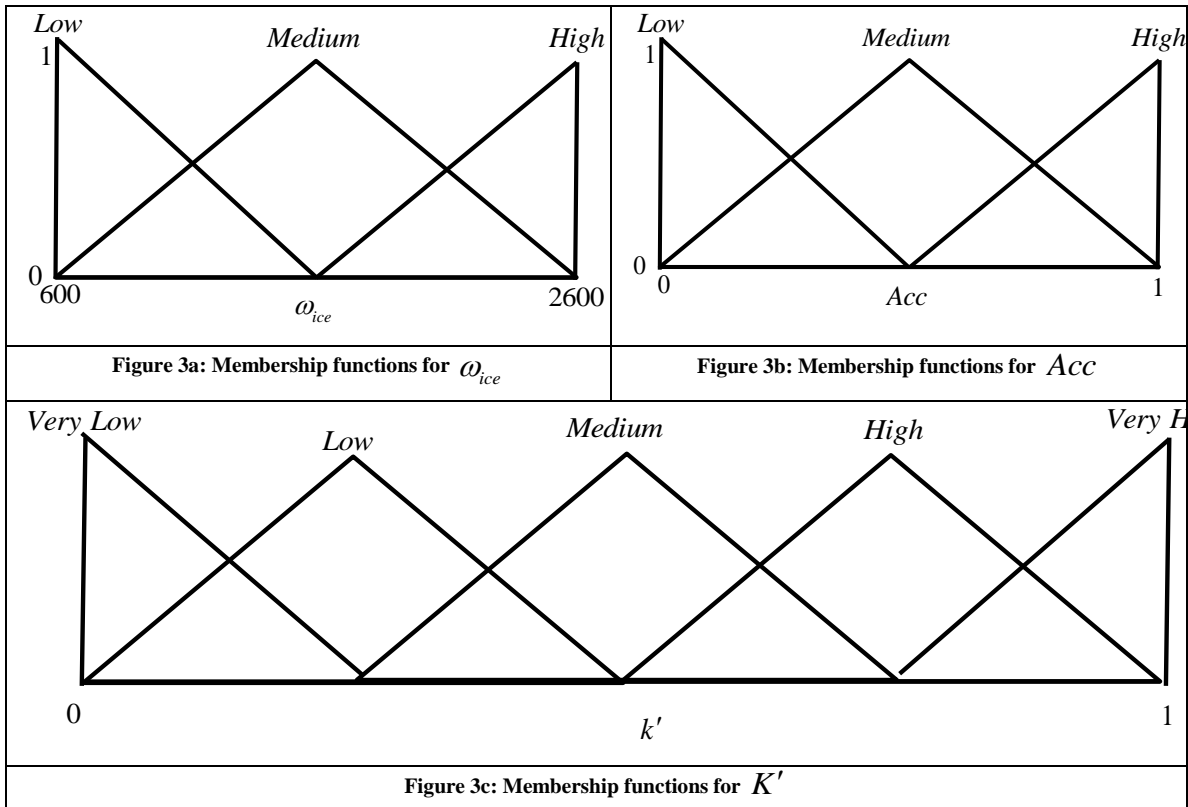 Low
Medium
High
1
0
600
2600
ω_ice
Low
Medium
High
1
0
0
1
Acc
Figure 3a: Membership functions for ω_ice
Figure 3b: Membership functions for Acc
Very Low
Low
Medium
High
Very H
0
1
k′
Figure 3c: Membership functions for K′